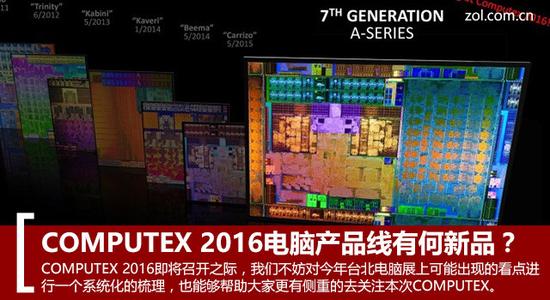 "Trinity"
6/2012
"Kabini"
5/2013
"Kaveri"
1/2014
"Beema"
5/2014
"Carrizo"
5/2015
7TH GENERATION
A-SERIES
zol.com.cn
COMPUTEX 2016电脑产品线有何新品？
COMPUTEX 2016即将召开之际，我们不妨对今年台北电脑展上可能出现的看点进
行一个系统化的梳理，也能够帮助大家更有侧重的去关注本次COMPUTEX。